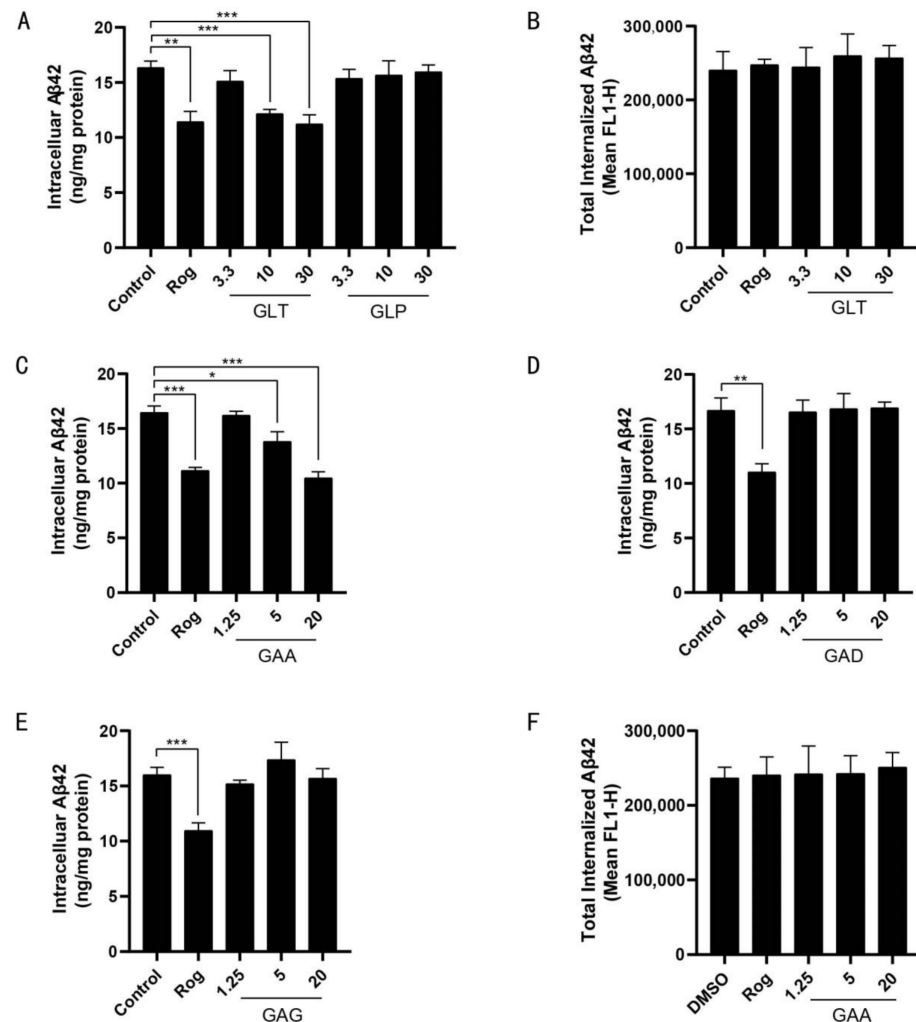 A
Intracelluar Aβ42
(ng/mg protein)
20
15
10
5
0
***
***
**
Control
Rog
3.3
10
30
3.3
10
30
GLT
GLP
B
Total Internalized Aβ42
(Mean FL1-H)
300,000
200,000
100,000
0
Control
Rog
3.3
10
30
GLT
C
Intracelluar Aβ42
(ng/mg protein)
20
15
10
5
0
***
*
***
Control
Rog
1.25
5
20
GAA
D
Intracelluar Aβ42
(ng/mg protein)
20
15
10
5
0
**
Control
Rog
1.25
5
20
GAD
E
Intracelluar Aβ42
(ng/mg protein)
20
15
10
5
0
***
Control
Rog
1.25
5
20
GAG
F
Total Internalized Aβ42
(Mean FL1-H)
300,000
200,000
100,000
0
DMSO
Rog
1.25
5
20
GAA